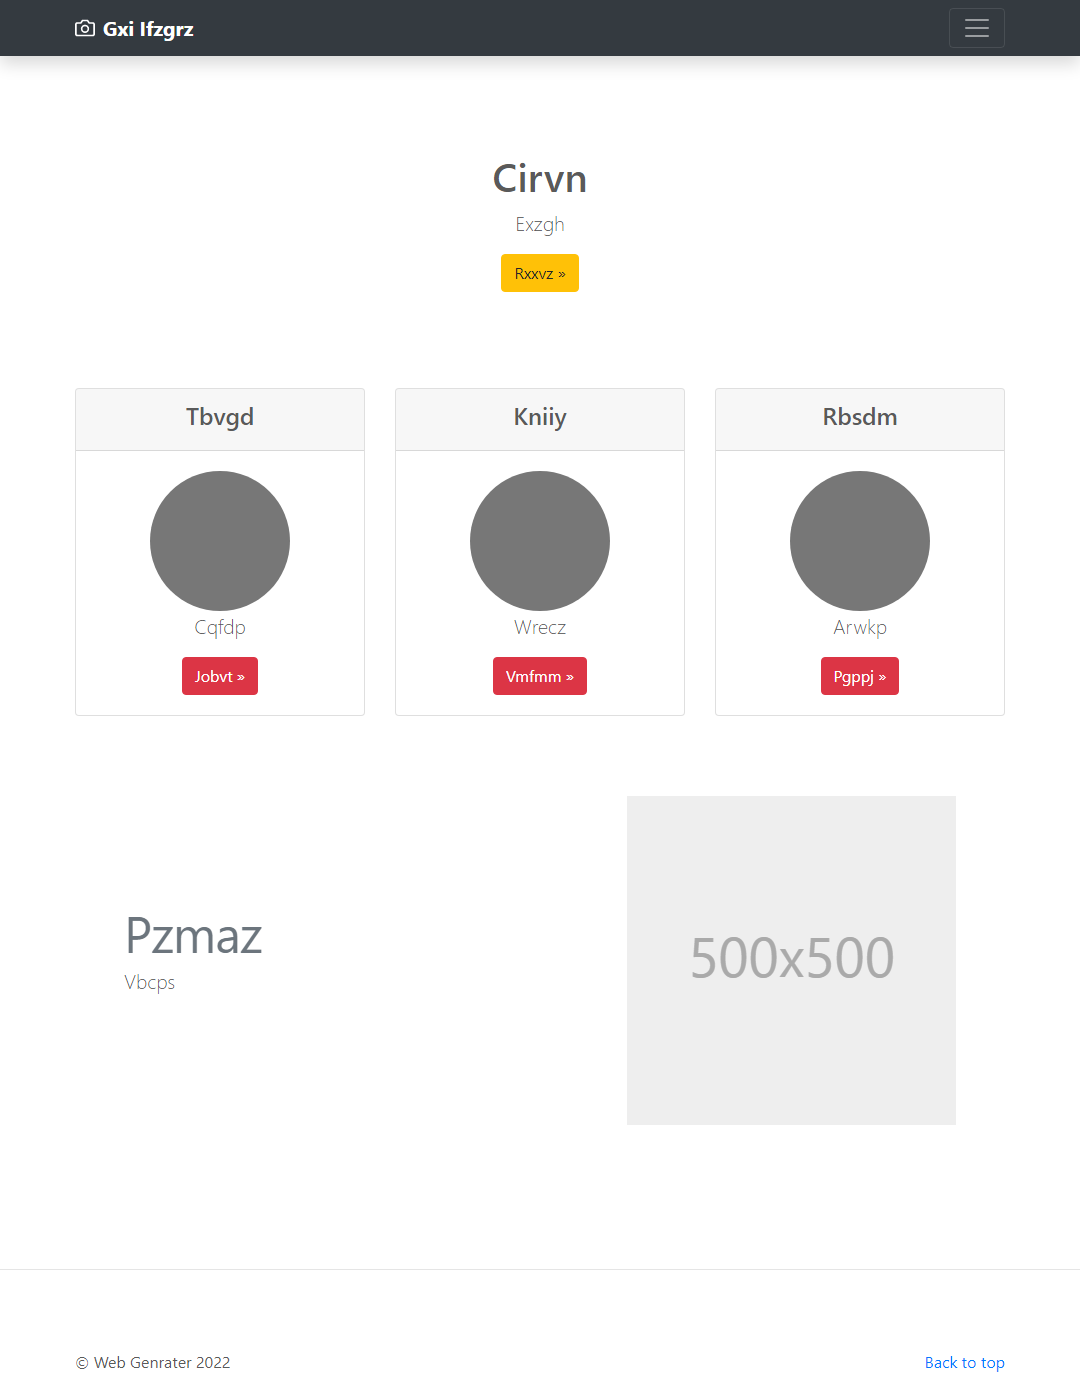 Gxi Ifzgrz
Cirvn
Exzgh
Rxxvz »
Tbvgd
Cqfdp
Jobvt »
Kniiy
Wrecz
Vmfmm »
Rbsdm
Arwkp
Pgppj »
Pzmaz
Vbcps
500x500
© Web Genrater 2022
Back to top